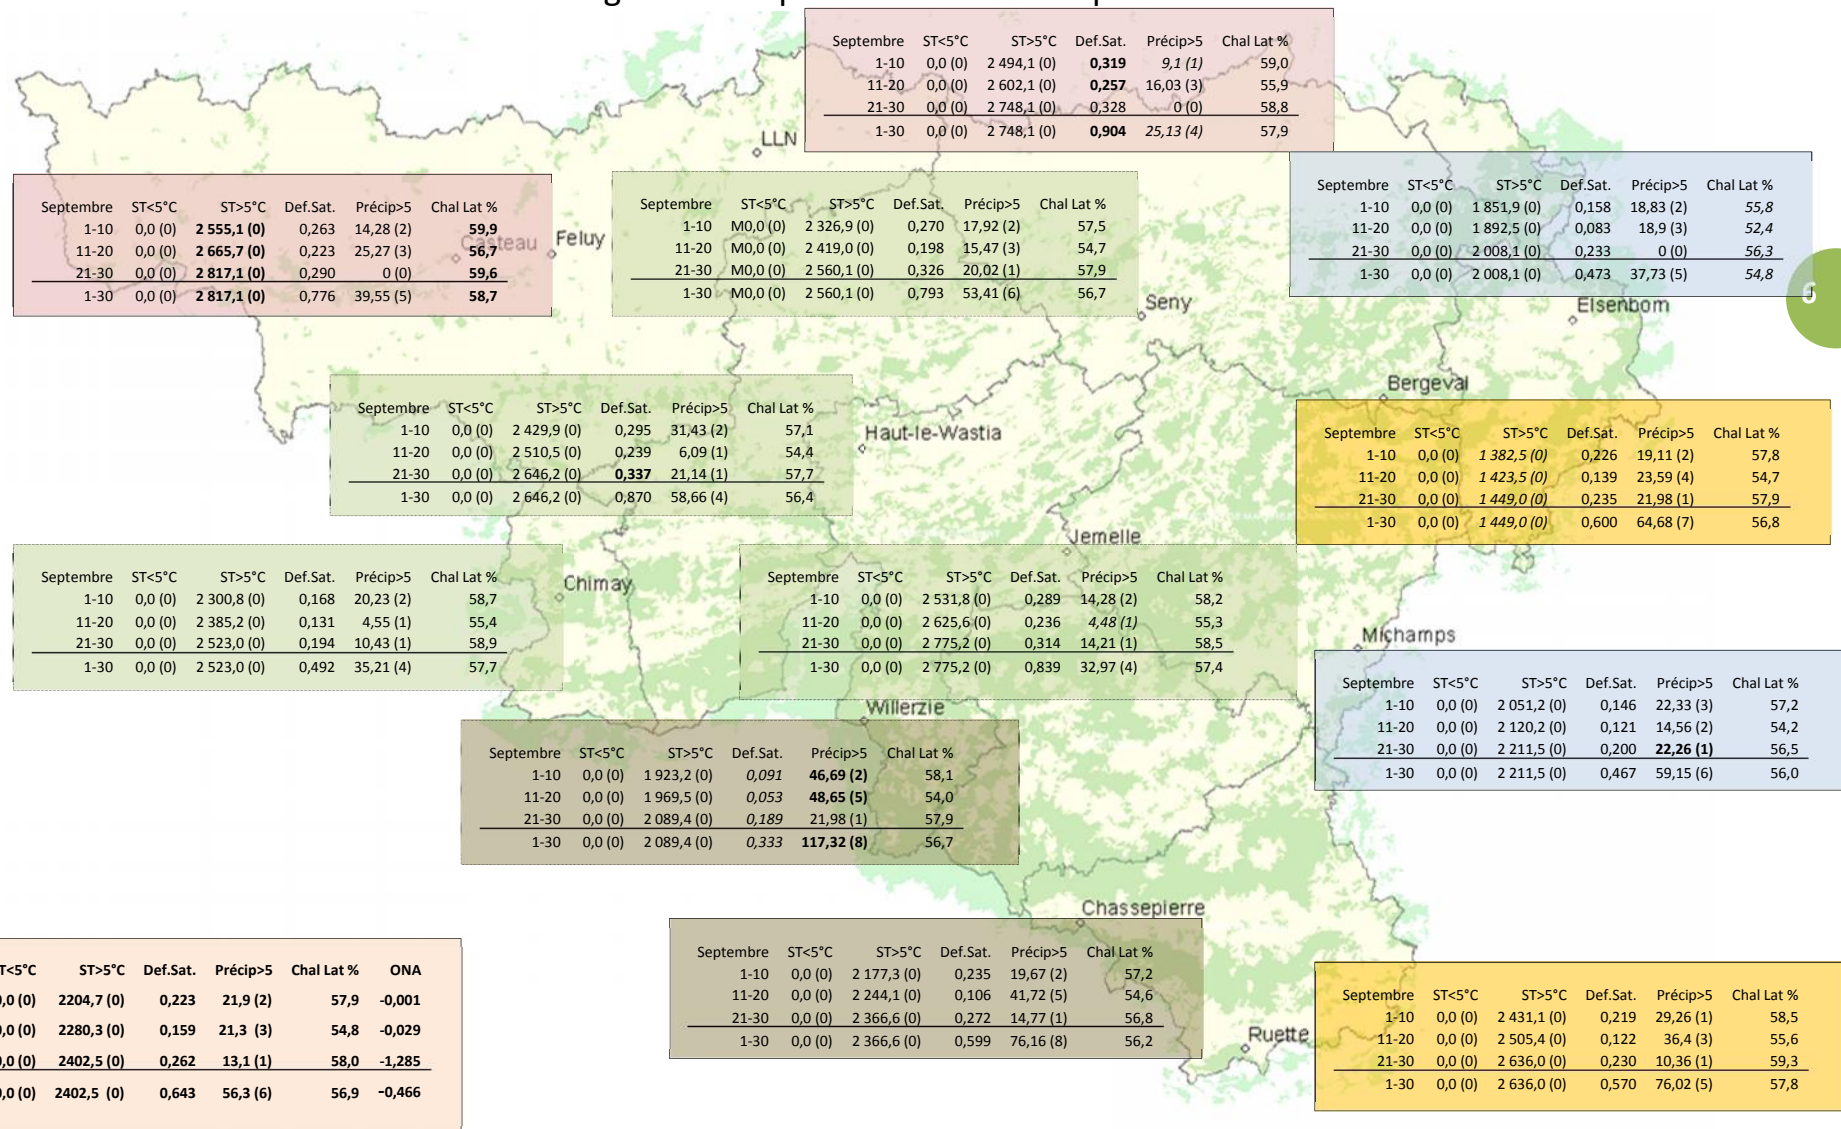 Septembre ST<5°C ST>5°C Def.Sat. Précip>5 Chal Lat %
1-10 0,0 (0) 2 494,1 (0) 0,319 9,1 (1) 59,0
11-20 0,0 (0) 2 602,1 (0) 0,257 16,03 (3) 55,9
21-30 0,0 (0) 2 748,1 (0) 0,328 0 (0) 58,8
1-30 0,0 (0) 2 748,1 (0) 0,904 25,13 (4) 57,9
LLN
Septembre ST<5°C ST>5°C Def.Sat. Précip>5 Chal Lat %
1-10 0,0 (0) 2 555,1 (0) 0,263 14,28 (2) 59,9
11-20 0,0 (0) 2 665,7 (0) 0,223 25,27 (3) 56,7
21-30 0,0 (0) 2 817,1 (0) 0,290 0 (0) 59,6
1-30 0,0 (0) 2 817,1 (0) 0,776 39,55 (5) 58,7
Casteau
Feluy
Septembre ST<5°C ST>5°C Def.Sat. Précip>5 Chal Lat %
1-10 M0,0 (0) 2 326,9 (0) 0,270 17,92 (2) 57,5
11-20 M0,0 (0) 2 419,0 (0) 0,198 15,47 (3) 54,7
21-30 M0,0 (0) 2 560,1 (0) 0,326 20,02 (1) 57,9
1-30 M0,0 (0) 2 560,1 (0) 0,793 53,41 (6) 56,7
Seny
Septembre ST<5°C ST>5°C Def.Sat. Précip>5 Chal Lat %
1-10 0,0 (0) 1 851,9 (0) 0,158 18,83 (2) 55,8
11-20 0,0 (0) 1 892,5 (0) 0,083 18,9 (3) 52,4
21-30 0,0 (0) 2 008,1 (0) 0,233 0 (0) 56,3
1-30 0,0 (0) 2 008,1 (0) 0,473 37,73 (5) 54,8
6
Elsenborn
Bergeval
Septembre ST<5°C ST>5°C Def.Sat. Précip>5 Chal Lat %
1-10 0,0 (0) 2 429,9 (0) 0,295 31,43 (2) 57,1
11-20 0,0 (0) 2 510,5 (0) 0,239 6,09 (1) 54,4
21-30 0,0 (0) 2 646,2 (0) 0,337 21,14 (1) 57,7
1-30 0,0 (0) 2 646,2 (0) 0,870 58,66 (4) 56,4
Haut-le-Wastia
Septembre ST<5°C ST>5°C Def.Sat. Précip>5 Chal Lat %
1-10 0,0 (0) 1 382,5 (0) 0,226 19,11 (2) 57,8
11-20 0,0 (0) 1 423,5 (0) 0,139 23,59 (4) 54,7
21-30 0,0 (0) 1 449,0 (0) 0,235 21,98 (1) 57,9
1-30 0,0 (0) 1 449,0 (0) 0,600 64,68 (7) 56,8
Jemelle
Septembre ST<5°C ST>5°C Def.Sat. Précip>5 Chal Lat %
1-10 0,0 (0) 2 300,8 (0) 0,168 20,23 (2) 58,7
11-20 0,0 (0) 2 385,2 (0) 0,131 4,55 (1) 55,4
21-30 0,0 (0) 2 523,0 (0) 0,194 10,43 (1) 58,9
1-30 0,0 (0) 2 523,0 (0) 0,492 35,21 (4) 57,7
Chimay
Septembre ST<5°C ST>5°C Def.Sat. Précip>5 Chal Lat %
1-10 0,0 (0) 2 531,8 (0) 0,289 14,28 (2) 58,2
11-20 0,0 (0) 2 625,6 (0) 0,236 4,48 (1) 55,3
21-30 0,0 (0) 2 775,2 (0) 0,314 14,21 (1) 58,5
1-30 0,0 (0) 2 775,2 (0) 0,839 32,97 (4) 57,4
Michamps
Septembre ST<5°C ST>5°C Def.Sat. Précip>5 Chal Lat %
1-10 0,0 (0) 2 051,2 (0) 0,146 22,33 (3) 57,2
11-20 0,0 (0) 2 120,2 (0) 0,121 14,56 (2) 54,2
21-30 0,0 (0) 2 211,5 (0) 0,200 22,26 (1) 56,5
1-30 0,0 (0) 2 211,5 (0) 0,467 59,15 (6) 56,0
Willerzie
Septembre ST<5°C ST>5°C Def.Sat. Précip>5 Chal Lat %
1-10 0,0 (0) 1 923,2 (0) 0,091 46,69 (2) 58,1
11-20 0,0 (0) 1 969,5 (0) 0,053 48,65 (5) 54,0
21-30 0,0 (0) 2 089,4 (0) 0,189 21,98 (1) 57,9
1-30 0,0 (0) 2 089,4 (0) 0,333 117,32 (8) 56,7
Chassepierre
Septembre ST<5°C ST>5°C Def.Sat. Précip>5 Chal Lat %
1-10 0,0 (0) 2 177,3 (0) 0,235 19,67 (2) 57,2
11-20 0,0 (0) 2 244,1 (0) 0,106 41,72 (5) 54,6
21-30 0,0 (0) 2 366,6 (0) 0,272 14,77 (1) 56,8
1-30 0,0 (0) 2 366,6 (0) 0,599 76,16 (8) 56,2
T<5°C ST>5°C Def.Sat. Précip>5 Chal Lat % ONA
0,0 (0) 2204,7 (0) 0,223 21,9 (2) 57,9 -0,001
0,0 (0) 2280,3 (0) 0,159 21,3 (3) 54,8 -0,029
0,0 (0) 2402,5 (0) 0,262 13,1 (1) 58,0 -1,285
0,0 (0) 2402,5 (0) 0,643 56,3 (6) 56,9 -0,466
Ruette
Septembre ST<5°C ST>5°C Def.Sat. Précip>5 Chal Lat %
1-10 0,0 (0) 2 431,1 (0) 0,219 29,26 (1) 58,5
11-20 0,0 (0) 2 505,4 (0) 0,122 36,4 (3) 55,6
21-30 0,0 (0) 2 636,0 (0) 0,230 10,36 (1) 59,3
1-30 0,0 (0) 2 636,0 (0) 0,570 76,02 (5) 57,8